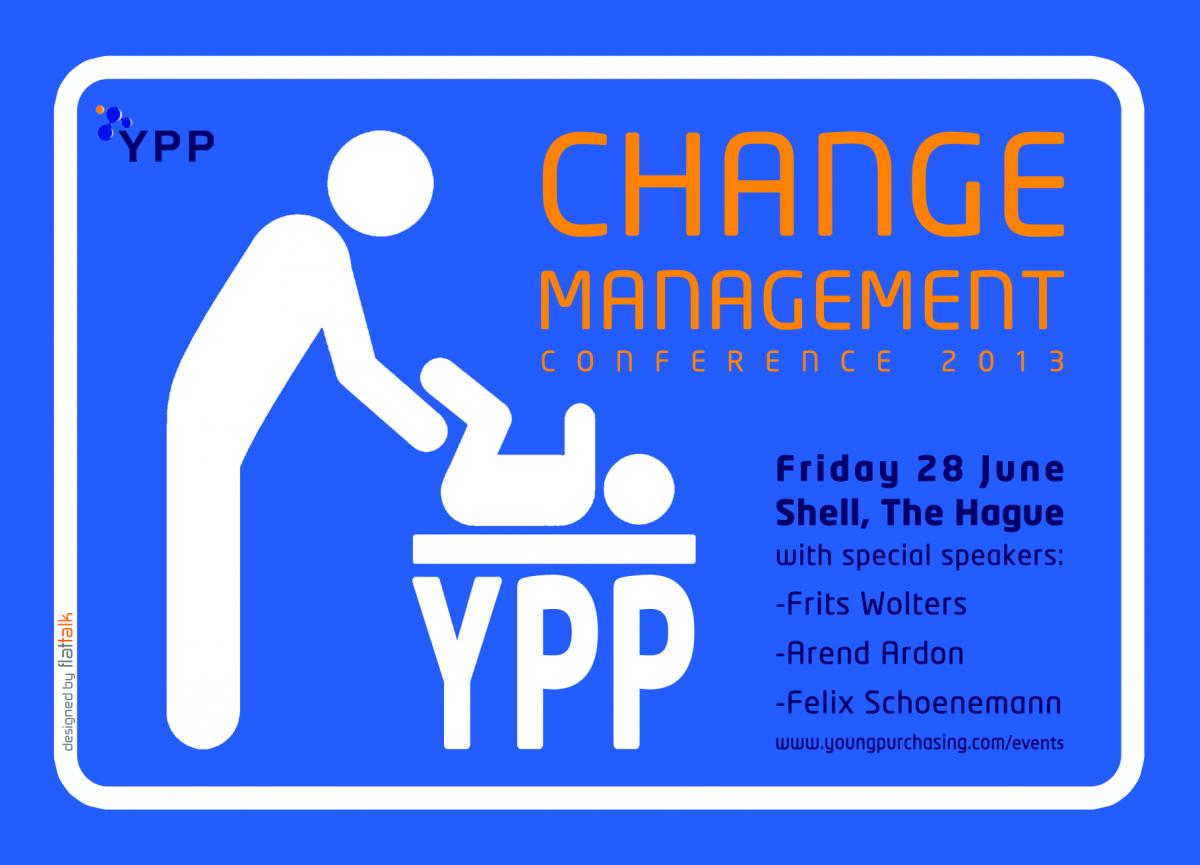 YPP
CHANGE
MANAGEMENT
CONFERENCE 2013
Friday 28 June
Shell, The Hague
with special speakers:
-Frits Wolters
-Arend Ardon
-Felix Schoenemann
www.youngpurchasing.com/events
YPP
designed by flattalk